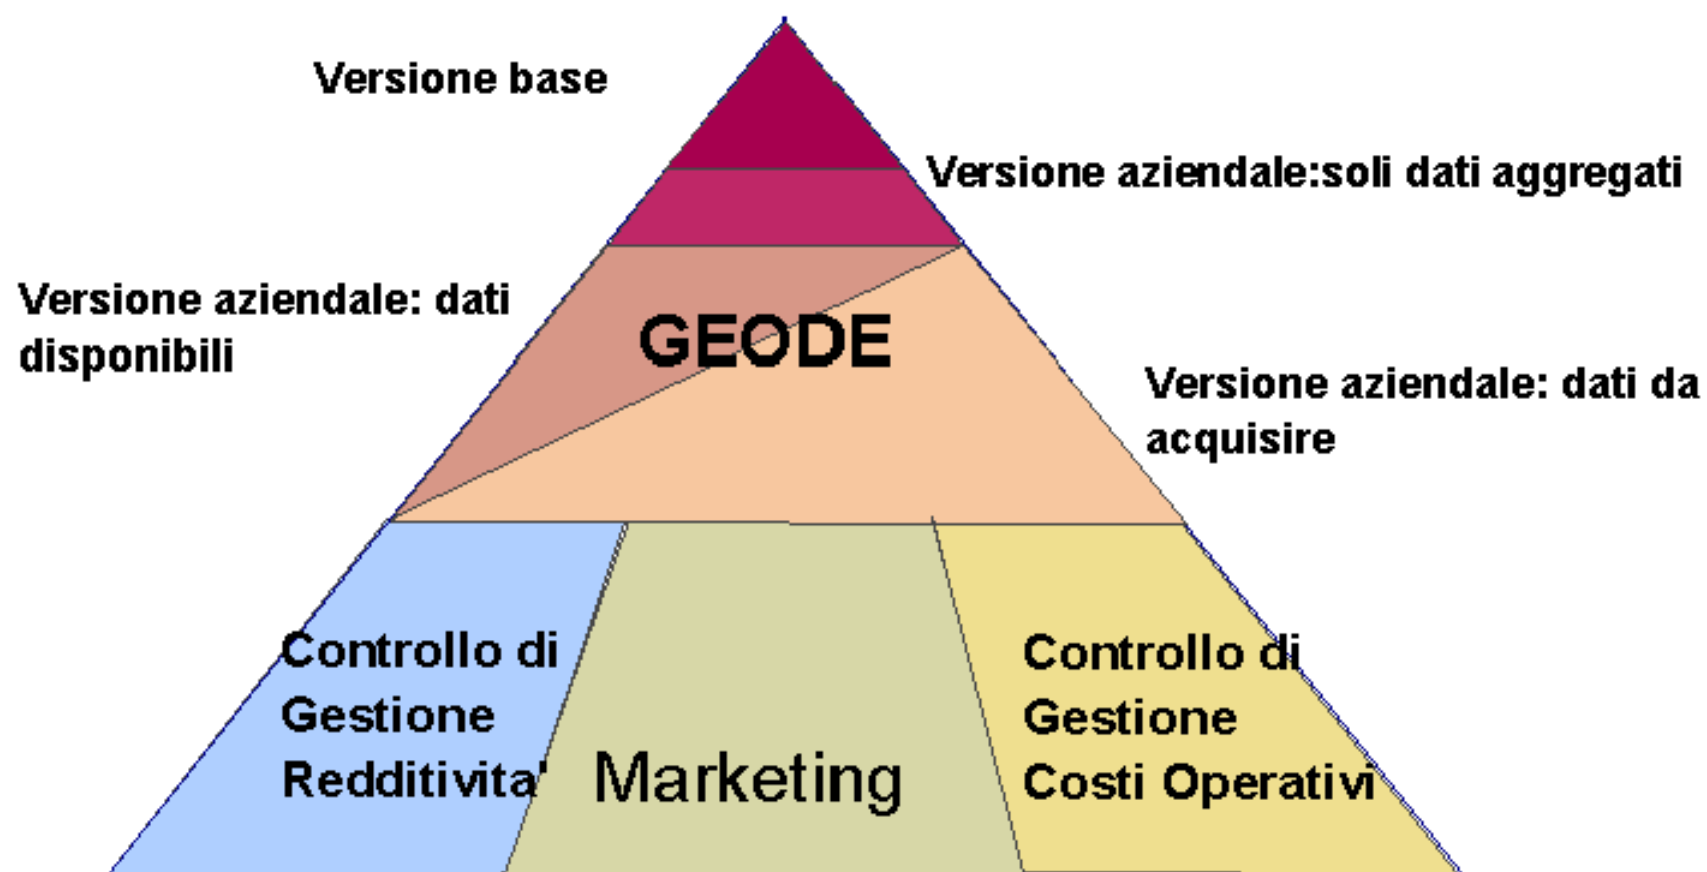 Versione base
Versione aziendale:soli dati aggregati
Versione aziendale: dati
disponibili
GEODE
Versione aziendale: dati da
acquisire
Controllo di
Gestione
Redditivita'
Marketing
Controllo di
Gestione
Costi Operativi